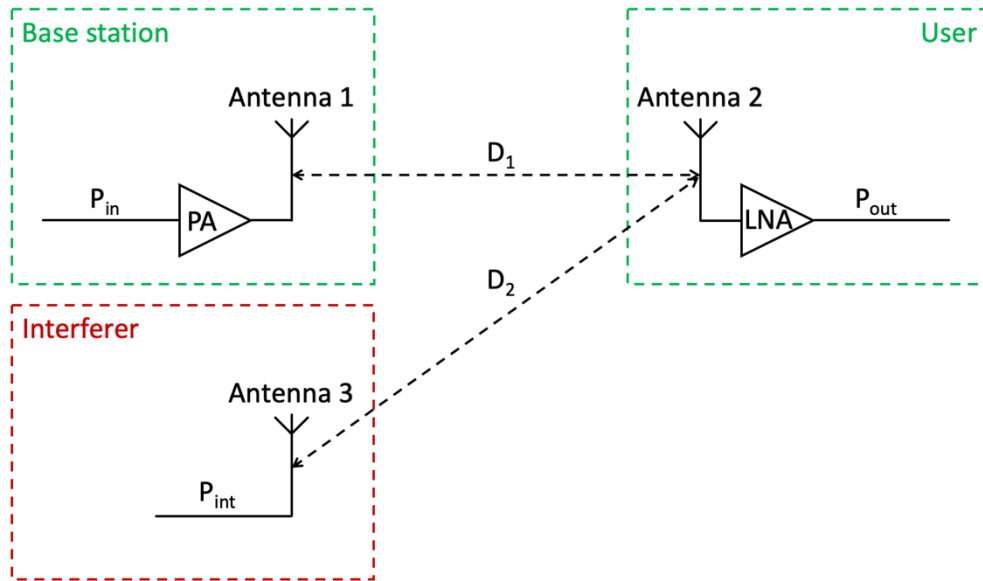 Base station
User
Antenna 1
Antenna 2
D1
Pin
PA
LNA
Pout
D2
Interferer
Antenna 3
Pint